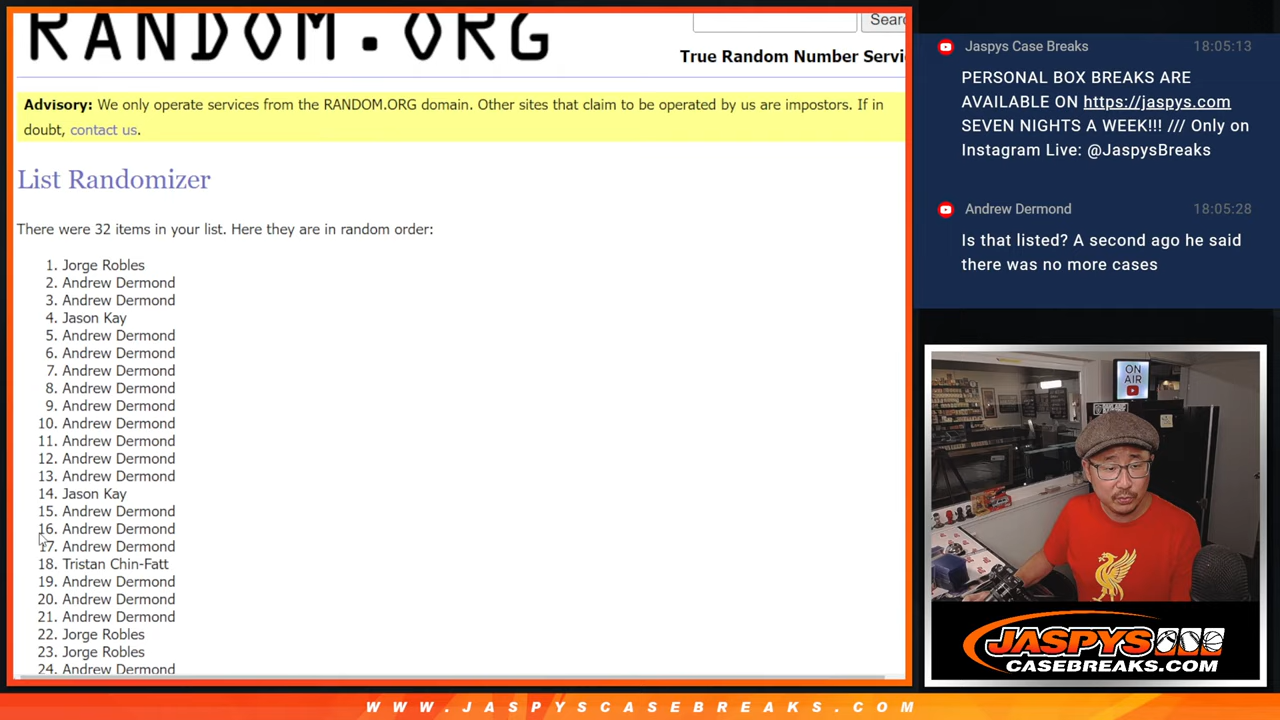 RANDOM.ORG
Searc
True Random Number Servi
Advisory: We only operate services from the RANDOM.ORG domain. Other sites that claim to be operated by us are impostors. If in
doubt, contact us.
List Randomizer
There were 32 items in your list. Here they are in random order:
1. Jorge Robles
2. Andrew Dermond
3. Andrew Dermond
4. Jason Kay
5. Andrew Dermond
6. Andrew Dermond
7. Andrew Dermond
8. Andrew Dermond
9. Andrew Dermond
10. Andrew Dermond
11. Andrew Dermond
12. Andrew Dermond
13. Andrew Dermond
14. Jason Kay
15. Andrew Dermond
16. Andrew Dermond
17. Andrew Dermond
18. Tristan Chin-Fatt
19. Andrew Dermond
20. Andrew Dermond
21. Andrew Dermond
22. Jorge Robles
23. Jorge Robles
24. Andrew Dermond
Jaspys Case Breaks 18:05:13
PERSONAL BOX BREAKS ARE
AVAILABLE ON https://jaspys.com
SEVEN NIGHTS A WEEK!!! /// Only on
Instagram Live: @JaspysBreaks
Andrew Dermond 18:05:28
Is that listed? A second ago he said
there was no more cases
ON
AIR
JASPYS
CASEBREAKS.COM
WWW.JASPYSCASEBREAKS.COM